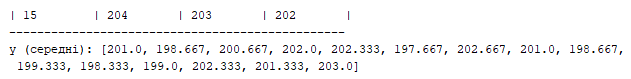 | 15 | 204 | 203 | 202 |
------------------------------------------------
y (середні): [201.0, 198.667, 200.667, 202.0, 202.333, 197.667, 202.667, 201.0, 198.667,
199.333, 198.333, 199.0, 202.333, 201.333, 203.0]